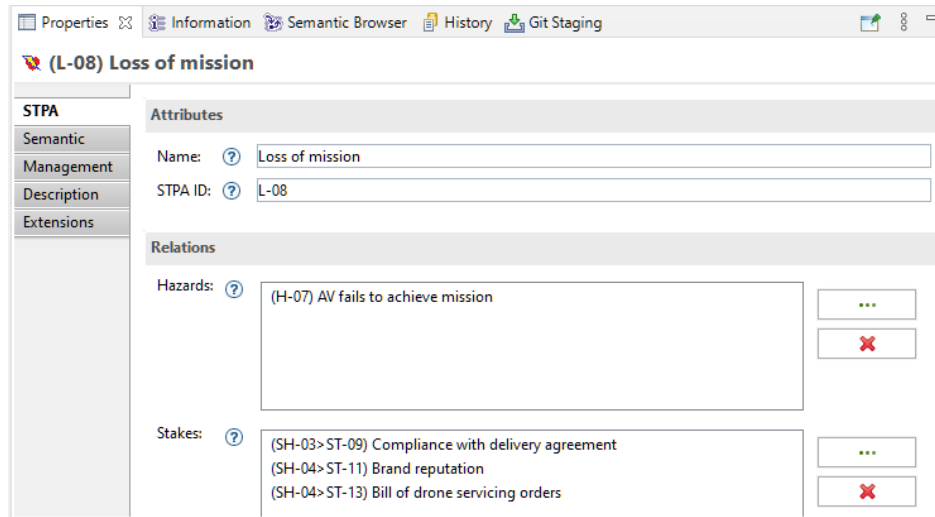 Properties Information Semantic Browser History Git Staging
(L-08) Loss of mission
STPA
Semantic
Management
Description
Extensions
Attributes
Name: ? Loss of mission
STPA ID: ? L-08
Relations
Hazards: ? (H-07) AV fails to achieve mission
Stakes: ? (SH-03>ST-09) Compliance with delivery agreement
(SH-04>ST-11) Brand reputation
(SH-04>ST-13) Bill of drone servicing orders